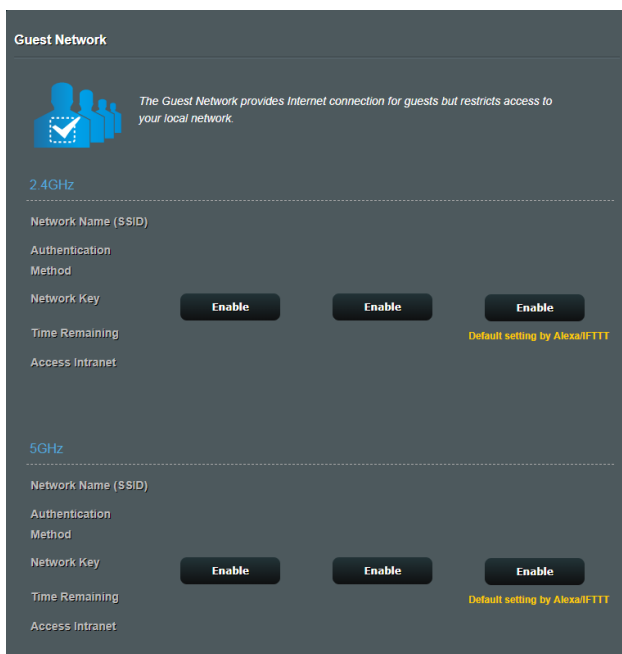 Guest Network
The Guest Network provides Internet connection for guests but restricts access to
your local network.
2.4GHz
Network Name (SSID)
Authentication
Method
Network Key
Enable
Enable
Enable
Time Remaining
Default setting by Alexa/IFTTT
Access Intranet
5GHz
Network Name (SSID)
Authentication
Method
Network Key
Enable
Enable
Enable
Time Remaining
Default setting by Alexa/IFTTT
Access Intranet